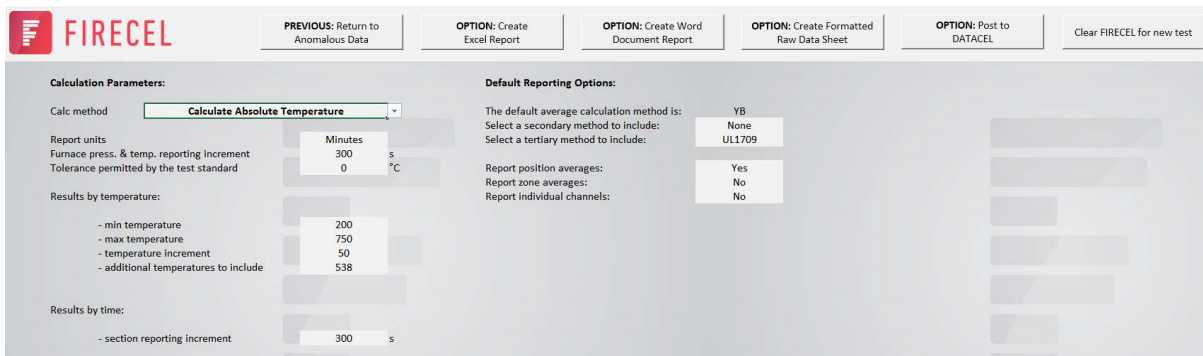 FIRECEL
PREVIOUS: Return to
Anomalous Data
OPTION: Create
Excel Report
OPTION: Create Word
Document Report
OPTION: Create Formatted
Raw Data Sheet
OPTION: Post to
DATACEL
Clear FIRECEL for new test
Calculation Parameters:
Calc method Calculate Absolute Temperature
Report units Minutes
Furnace press. & temp. reporting increment 300 s
Tolerance permitted by the test standard 0 °C
Results by temperature:
- min temperature 200
- max temperature 750
- temperature increment 50
- additional temperatures to include 538
Results by time:
- section reporting increment 300 s
Default Reporting Options:
The default average calculation method is: YB
Select a secondary method to include: None
Select a tertiary method to include: UL1709
Report position averages: Yes
Report zone averages: No
Report individual channels: No